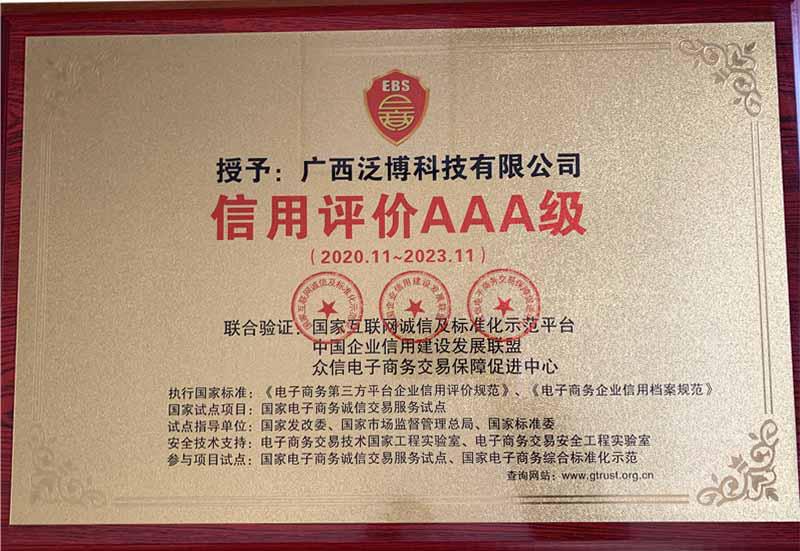 EBS
授予：广西泛博科技有限公司
信用评价AAA级
（2020.11~2023.11）
联合验证：国家互联网诚信及标准化示范平台
中国企业信用建设发展联盟
众信电子商务交易保障促进中心
执行国家标准：《电子商务第三方平台企业信用评价规范》、《电子商务企业信用档案规范》
国家试点项目：国家电子商务诚信交易服务试点
试点指导单位：国家发改委、国家市场监督管理总局、国家标准委
安全技术支持：电子商务交易技术国家工程实验室、电子商务交易安全工程实验室
参与项目试点：国家电子商务诚信交易服务试点、国家电子商务综合标准化示范
查询网站：www.gtrust.org.cn